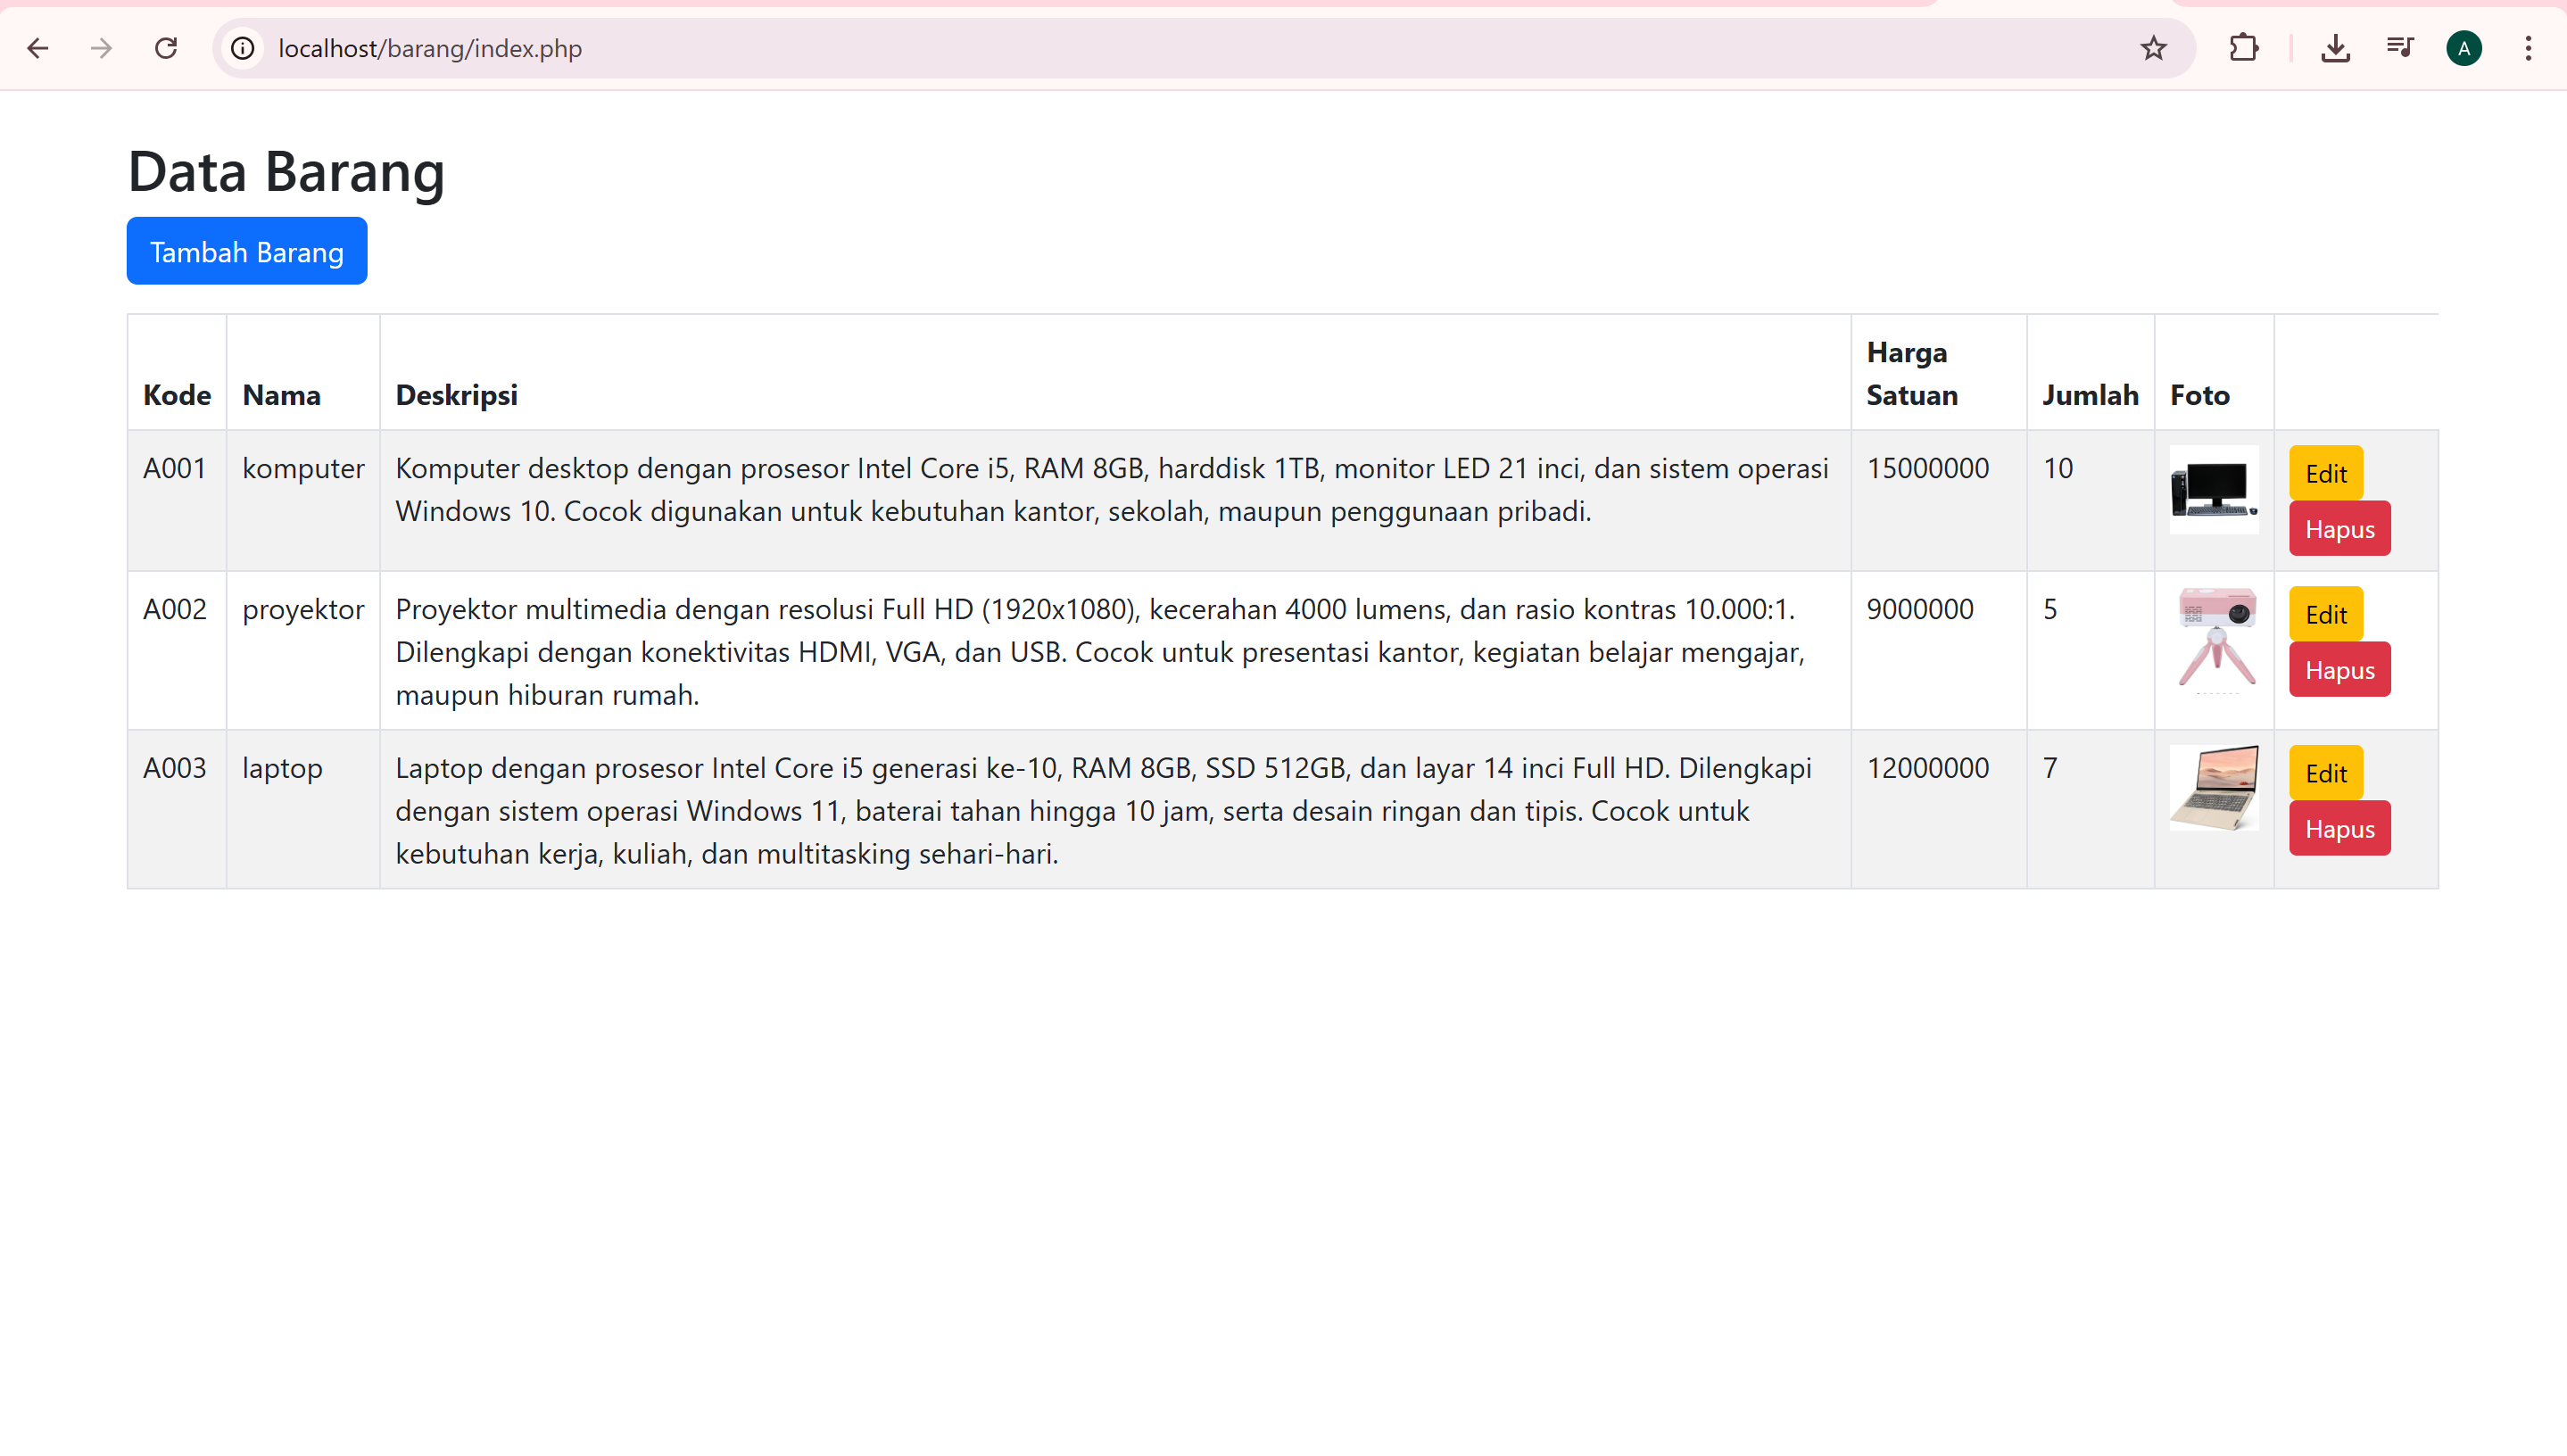 localhost/barang/index.php
A
Data Barang
Tambah Barang
Kode Nama Deskripsi Harga Satuan Jumlah Foto
A001 komputer Komputer desktop dengan prosesor Intel Core i5, RAM 8GB, harddisk 1TB, monitor LED 21 inci, dan sistem operasi 15000000 10 Edit
Windows 10. Cocok digunakan untuk kebutuhan kantor, sekolah, maupun penggunaan pribadi. Hapus
A002 proyektor Proyektor multimedia dengan resolusi Full HD (1920x1080), kecerahan 4000 lumens, dan rasio kontras 10.000:1. 9000000 5 Edit
Dilengkapi dengan konektivitas HDMI, VGA, dan USB. Cocok untuk presentasi kantor, kegiatan belajar mengajar, Hapus
maupun hiburan rumah.
A003 laptop Laptop dengan prosesor Intel Core i5 generasi ke-10, RAM 8GB, SSD 512GB, dan layar 14 inci Full HD. Dilengkapi 12000000 7 Edit
dengan sistem operasi Windows 11, baterai tahan hingga 10 jam, serta desain ringan dan tipis. Cocok untuk Hapus
kebutuhan kerja, kuliah, dan multitasking sehari-hari.